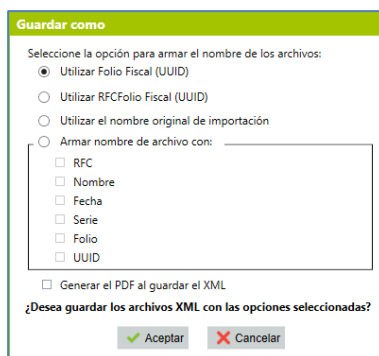 Guardar como
Seleccione la opción para armar el nombre de los archivos:
Utilizar Folio Fiscal (UUID)
Utilizar RFCFolio Fiscal (UUID)
Utilizar el nombre original de importación
Armar nombre de archivo con:
RFC
Nombre
Fecha
Serie
Folio
UUID
Generar el PDF al guardar el XML
¿Desea guardar los archivos XML con las opciones seleccionadas?
Aceptar Cancelar